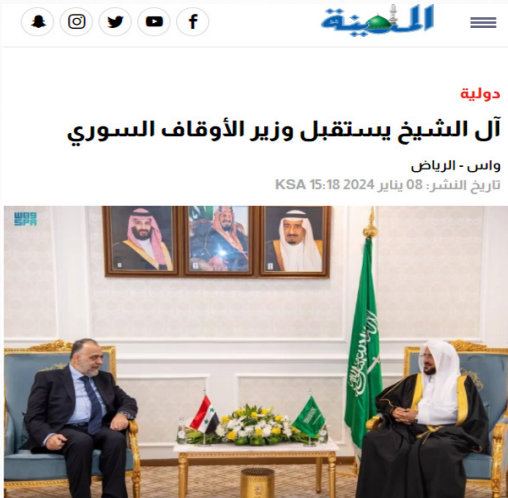 المدينة
دولية
آل الشيخ يستقبل وزير الأوقاف السوري
واس - الرياض
تاريخ النشر: 08 يناير 2024 15:18 KSA
واس
SPA